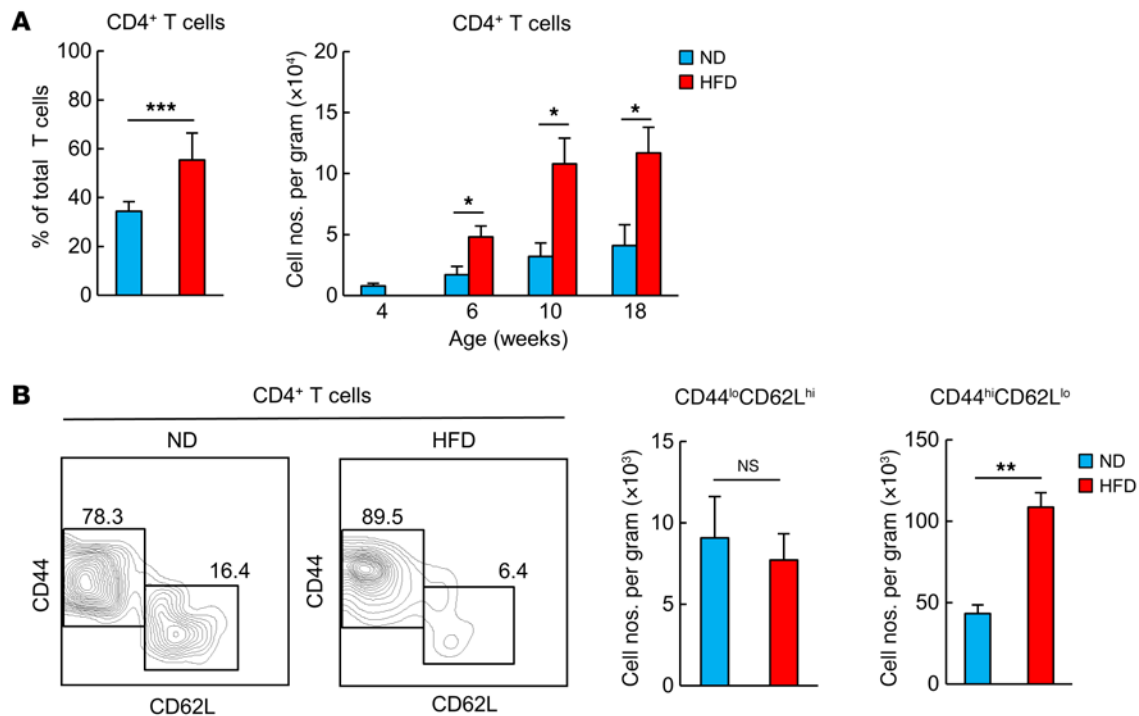 A
CD4⁺ T cells
% of total T cells
100
80
60
40
20
0
***
CD4⁺ T cells
Cell nos. per gram (×10⁴)
20
15
10
5
0
*
*
*
4 6 10 18
Age (weeks)
ND
HFD
B
CD4⁺ T cells
ND
78.3
16.4
CD44
CD62L
HFD
89.5
6.4
CD44
CD62L
CD44ˡᵒCD62Lʰⁱ
Cell nos. per gram (×10³)
15
10
5
0
NS
CD44ʰⁱCD62Lˡᵒ
Cell nos. per gram (×10³)
150
100
50
0
**
ND
HFD